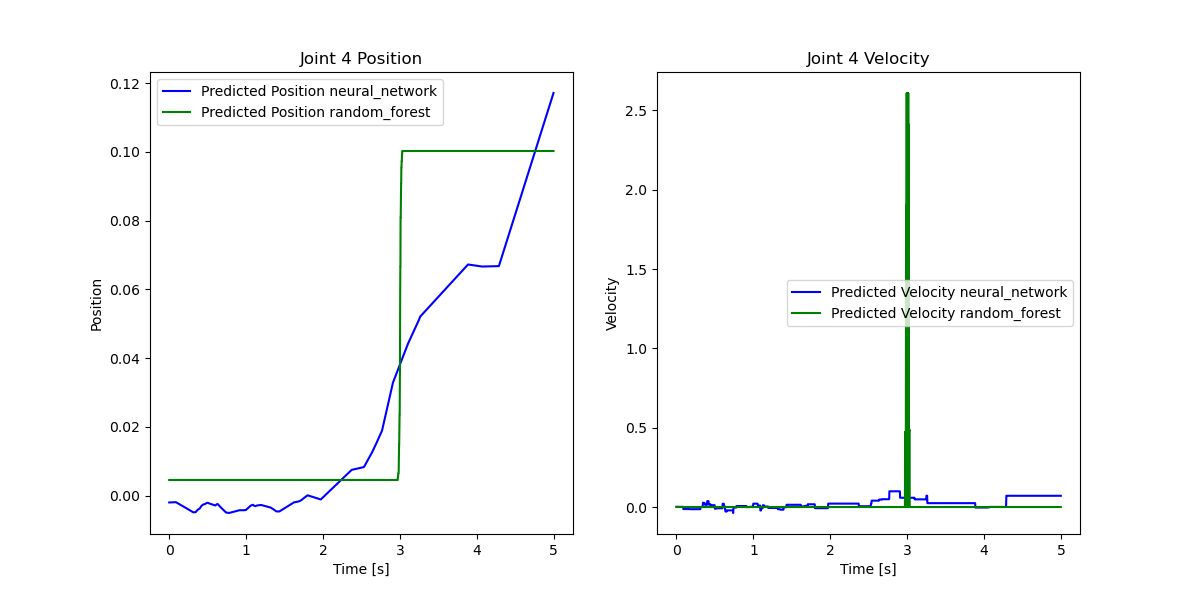 Joint 4 Position
Predicted Position neural_network
Predicted Position random_forest
0.12
0.10
0.08
0.06
0.04
0.02
0.00
Position
0 1 2 3 4 5
Time [s]
Joint 4 Velocity
Predicted Velocity neural_network
Predicted Velocity random_forest
2.5
2.0
1.5
1.0
0.5
0.0
Velocity
0 1 2 3 4 5
Time [s]